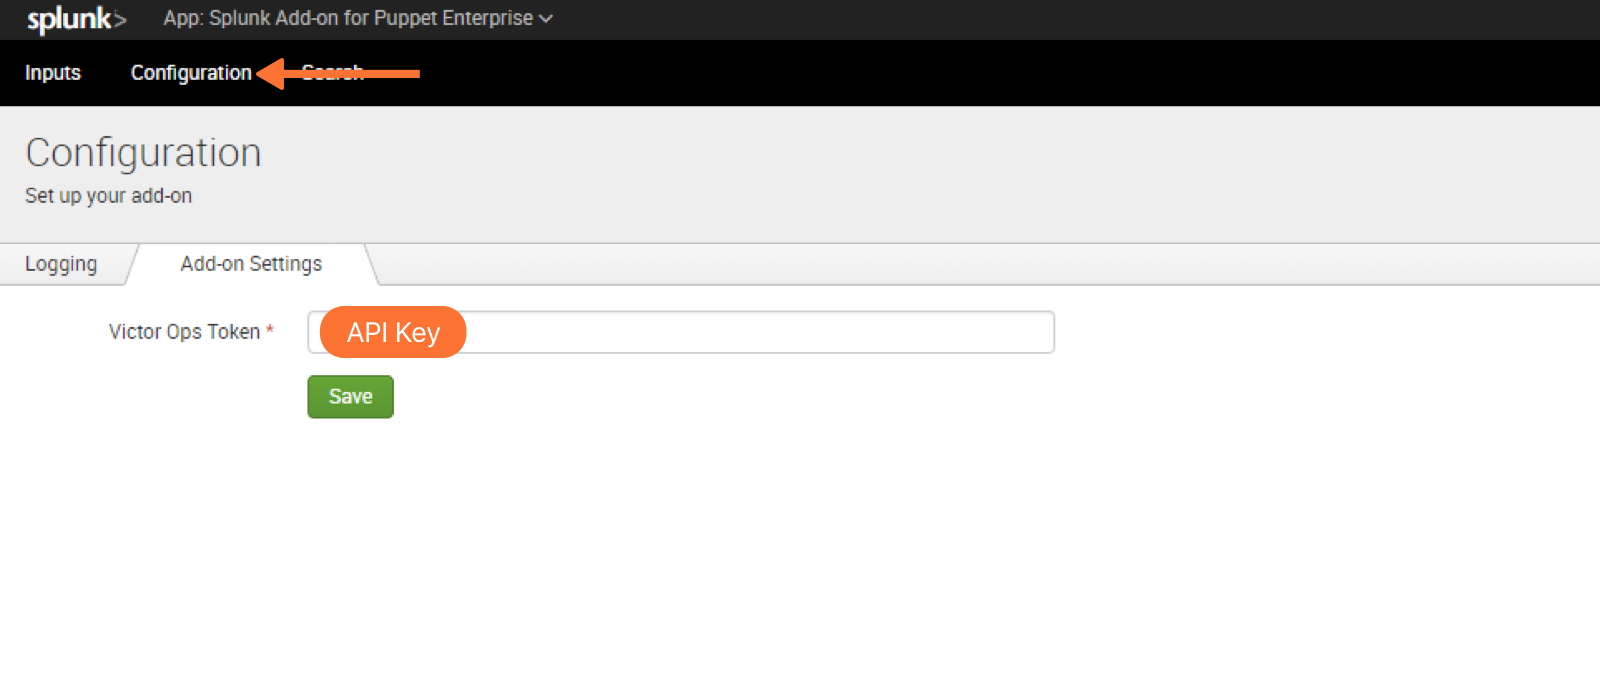 splunk> App: Splunk Add-on for Puppet Enterprise
Inputs Configuration Search
Configuration
Set up your add-on
Logging Add-on Settings
Victor Ops Token * API Key
Save